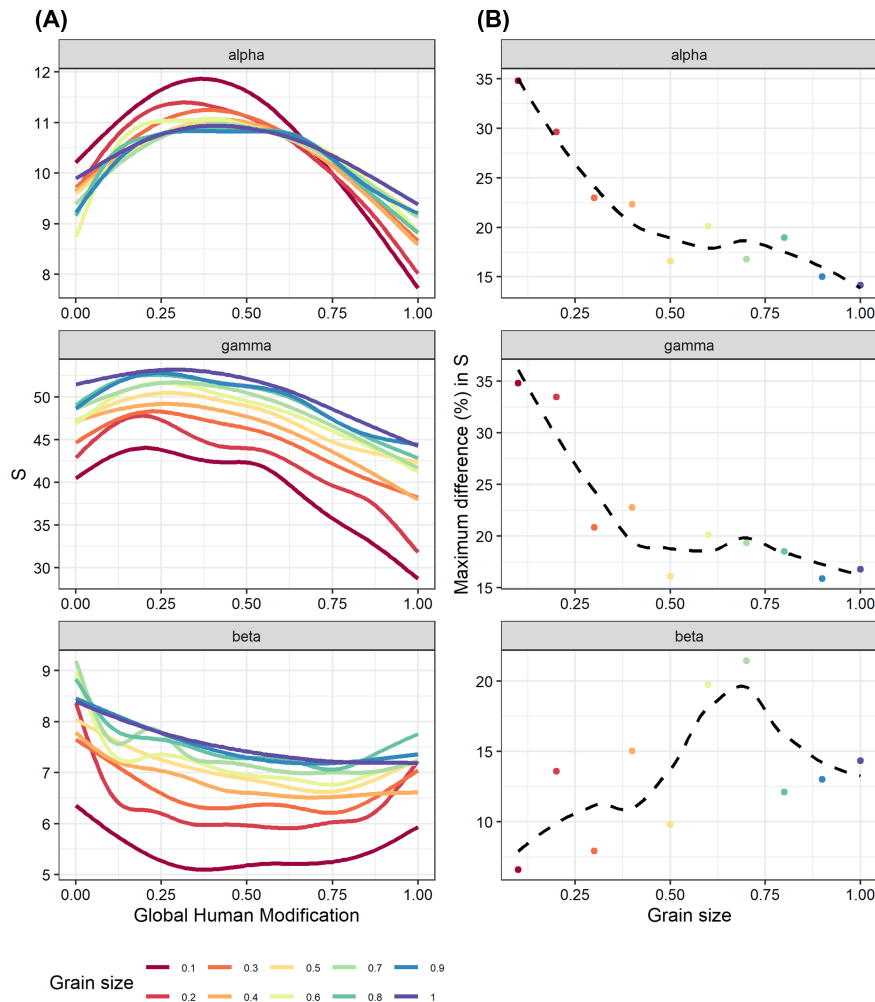 (A)
(B)
alpha
12
11
10
9
8
0.00 0.25 0.50 0.75 1.00
alpha
35
30
25
20
15
0.25 0.50 0.75 1.00
gamma
50
45
40
35
30
0.00 0.25 0.50 0.75 1.00
S
gamma
35
30
25
20
15
0.25 0.50 0.75 1.00
Maximum difference (%) in S
beta
9
8
7
6
5
0.00 0.25 0.50 0.75 1.00
Global Human Modification
beta
20
15
10
0.25 0.50 0.75 1.00
Grain size
Grain size
0.1 0.3 0.5 0.7 0.9
0.2 0.4 0.6 0.8 1